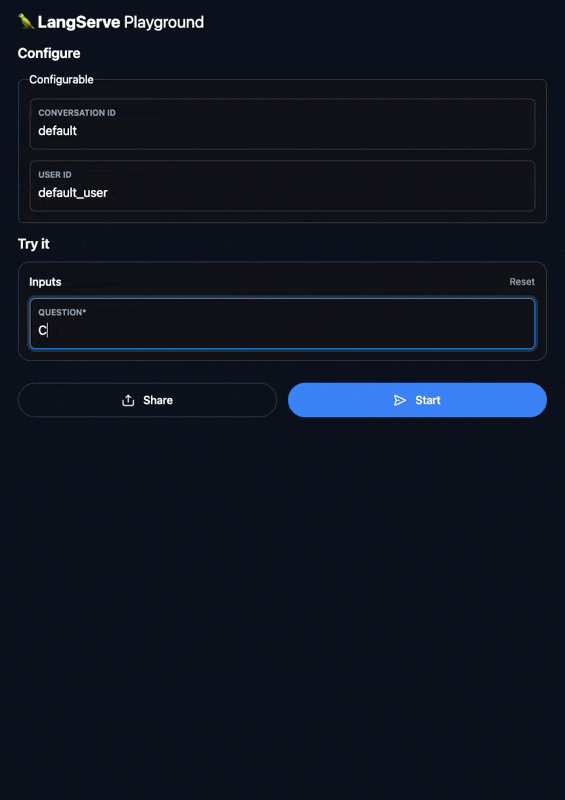 LangServe Playground
Configure
Configurable
CONVERSATION ID
default
USER ID
default_user
Try it
Inputs Reset
QUESTION*
C
Share Start